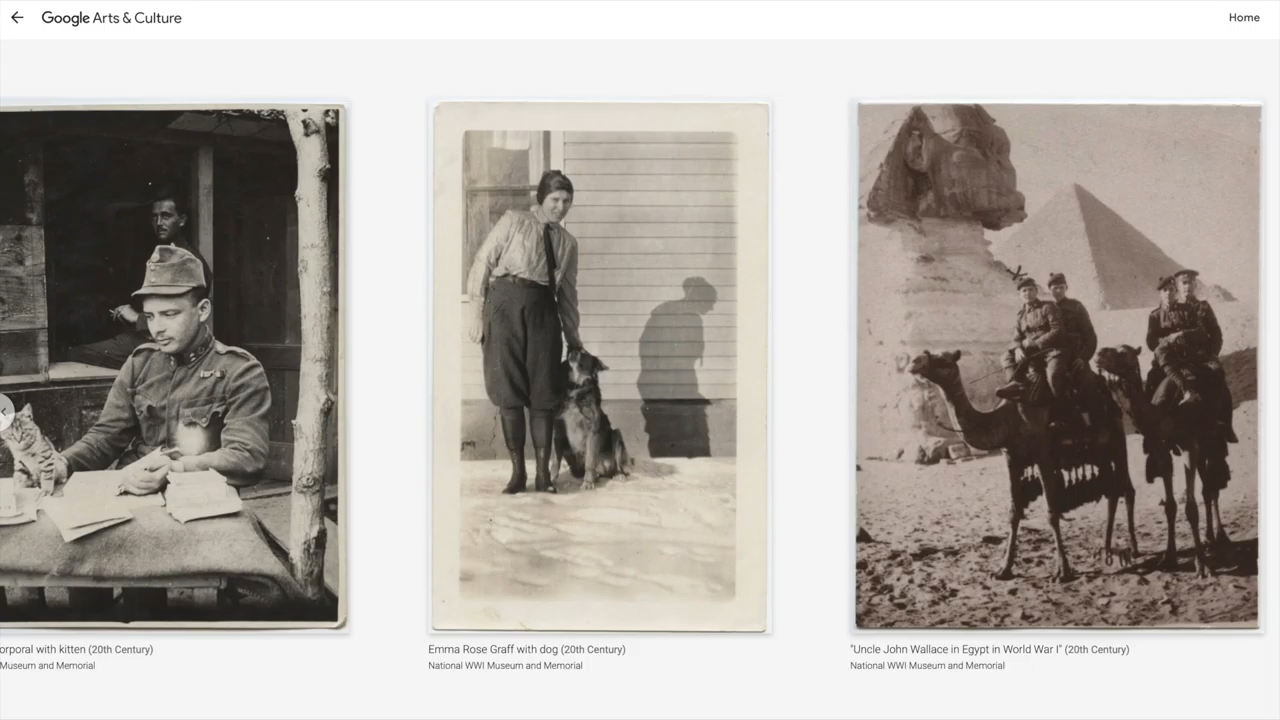 Google Arts & Culture
Home
orporal with kitten (20th Century)
Museum and Memorial
Emma Rose Graff with dog (20th Century)
National WWI Museum and Memorial
"Uncle John Wallace in Egypt in World War I" (20th Century)
National WWI Museum and Memorial